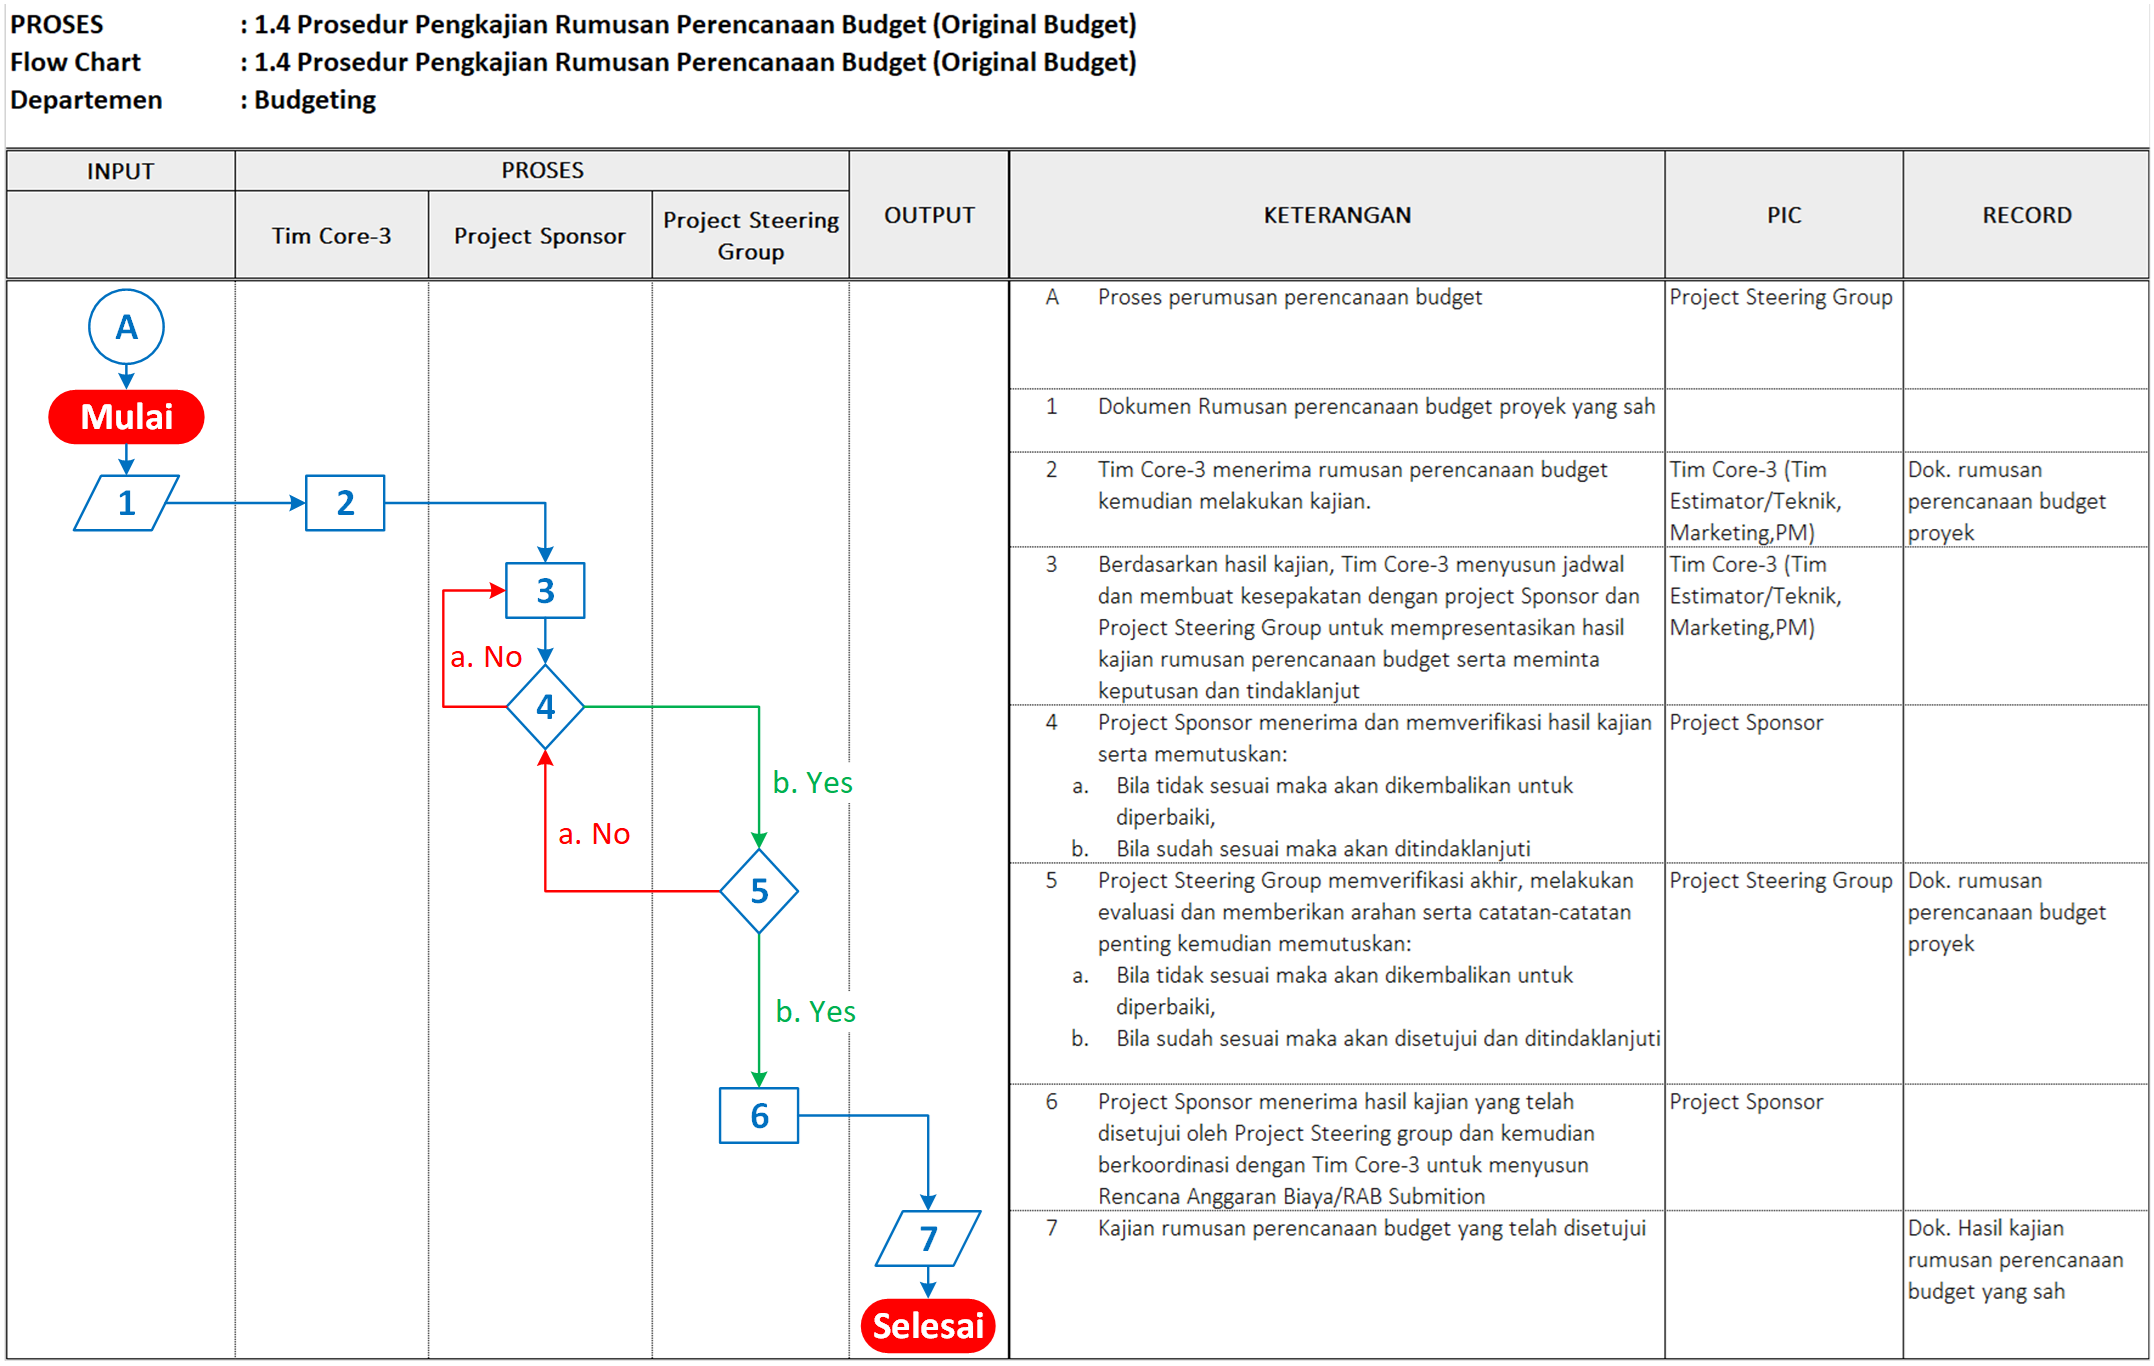 PROSES : 1.4 Prosedur Pengkajian Rumusan Perencanaan Budget (Original Budget)
Flow Chart : 1.4 Prosedur Pengkajian Rumusan Perencanaan Budget (Original Budget)
Departemen : Budgeting
INPUT
PROSES
Tim Core-3
Project Sponsor
Project Steering
Group
OUTPUT
KETERANGAN
PIC
RECORD
A
Mulai
1
2
3
a. No
4
b. Yes
a. No
5
b. Yes
6
7
Selesai
A Proses perumusan perencanaan budget
Project Steering Group
1 Dokumen Rumusan perencanaan budget proyek yang sah
2 Tim Core-3 menerima rumusan perencanaan budget
kemudian melakukan kajian.
Tim Core-3 (Tim
Estimator/Teknik,
Marketing,PM)
Dok. rumusan
perencanaan budget
proyek
3 Berdasarkan hasil kajian, Tim Core-3 menyusun jadwal
dan membuat kesepakatan dengan project Sponsor dan
Project Steering Group untuk mempresentasikan hasil
kajian rumusan perencanaan budget serta meminta
keputusan dan tindaklanjut
Tim Core-3 (Tim
Estimator/Teknik,
Marketing,PM)
4 Project Sponsor menerima dan memverifikasi hasil kajian
serta memutuskan:
a. Bila tidak sesuai maka akan dikembalikan untuk
diperbaiki,
b. Bila sudah sesuai maka akan ditindaklanjuti
Project Sponsor
5 Project Steering Group memverifikasi akhir, melakukan
evaluasi dan memberikan arahan serta catatan-catatan
penting kemudian memutuskan:
a. Bila tidak sesuai maka akan dikembalikan untuk
diperbaiki,
b. Bila sudah sesuai maka akan disetujui dan ditindaklanjuti
Project Steering Group
Dok. rumusan
perencanaan budget
proyek
6 Project Sponsor menerima hasil kajian yang telah
disetujui oleh Project Steering group dan kemudian
berkoordinasi dengan Tim Core-3 untuk menyusun
Rencana Anggaran Biaya/RAB Submition
Project Sponsor
7 Kajian rumusan perencanaan budget yang telah disetujui
Dok. Hasil kajian
rumusan perencanaan
budget yang sah